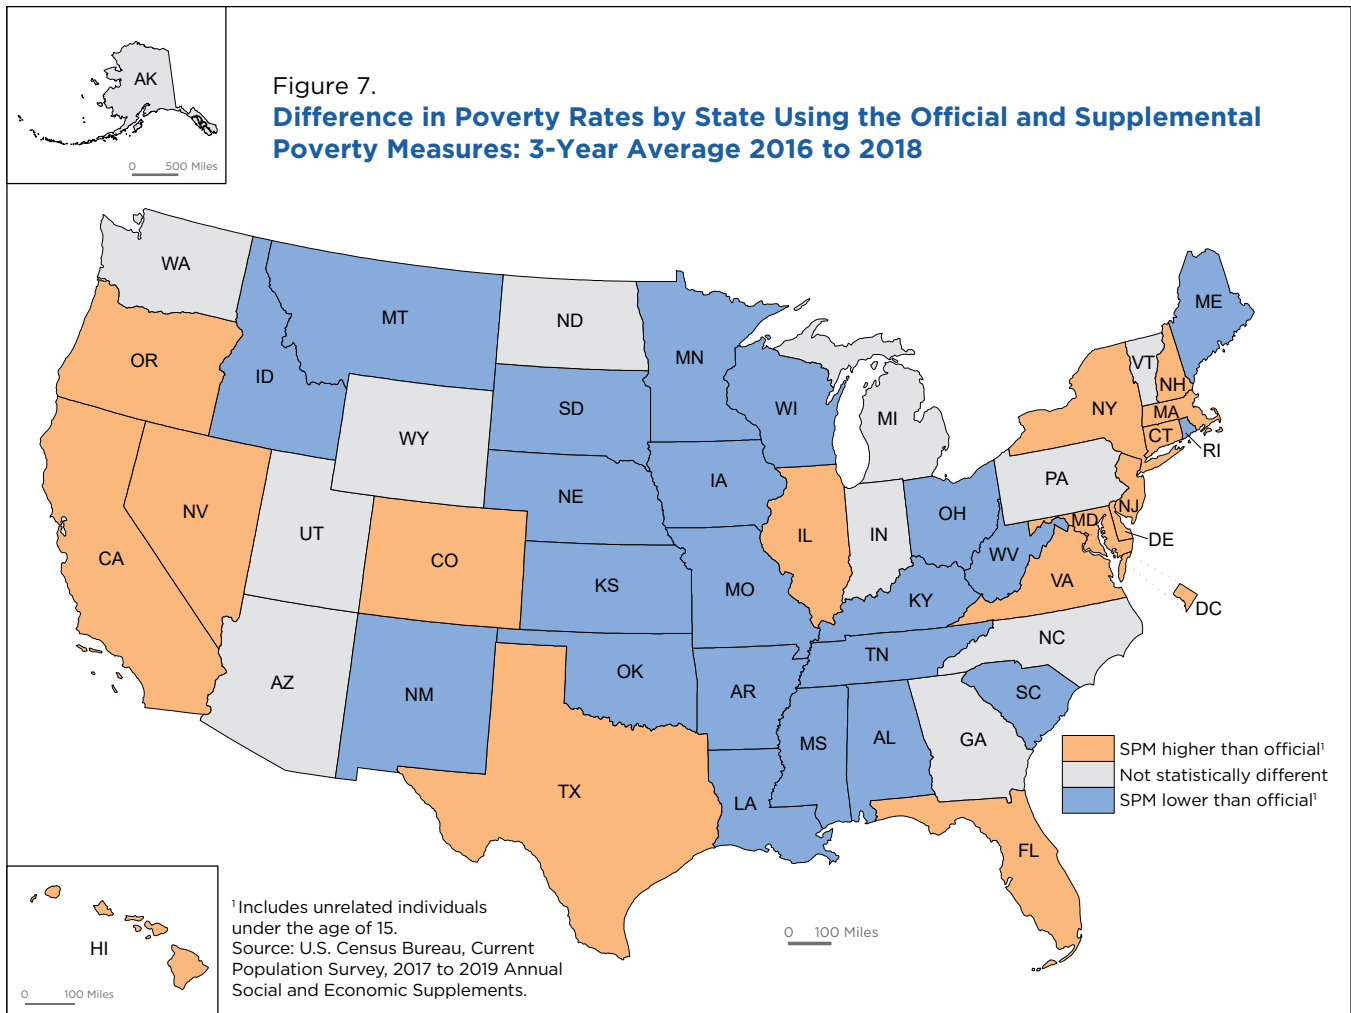 AK
0 500 Miles
Figure 7.
Difference in Poverty Rates by State Using the Official and Supplemental
Poverty Measures: 3-Year Average 2016 to 2018
WA
OR
ID
MT
ND
MN
WI
MI
ME
VT
NH
NY
MA
CT
RI
SD
WY
IA
NE
NV
UT
CA
CO
KS
MO
IL
IN
OH
PA
NJ
MD
DE
DC
WV
VA
KY
NC
TN
SC
AZ
NM
OK
AR
MS
AL
GA
LA
TX
FL
SPM higher than official¹
Not statistically different
SPM lower than official¹
HI
0 100 Miles
¹ Includes unrelated individuals
under the age of 15.
Source: U.S. Census Bureau, Current
Population Survey, 2017 to 2019 Annual
Social and Economic Supplements.
0 100 Miles